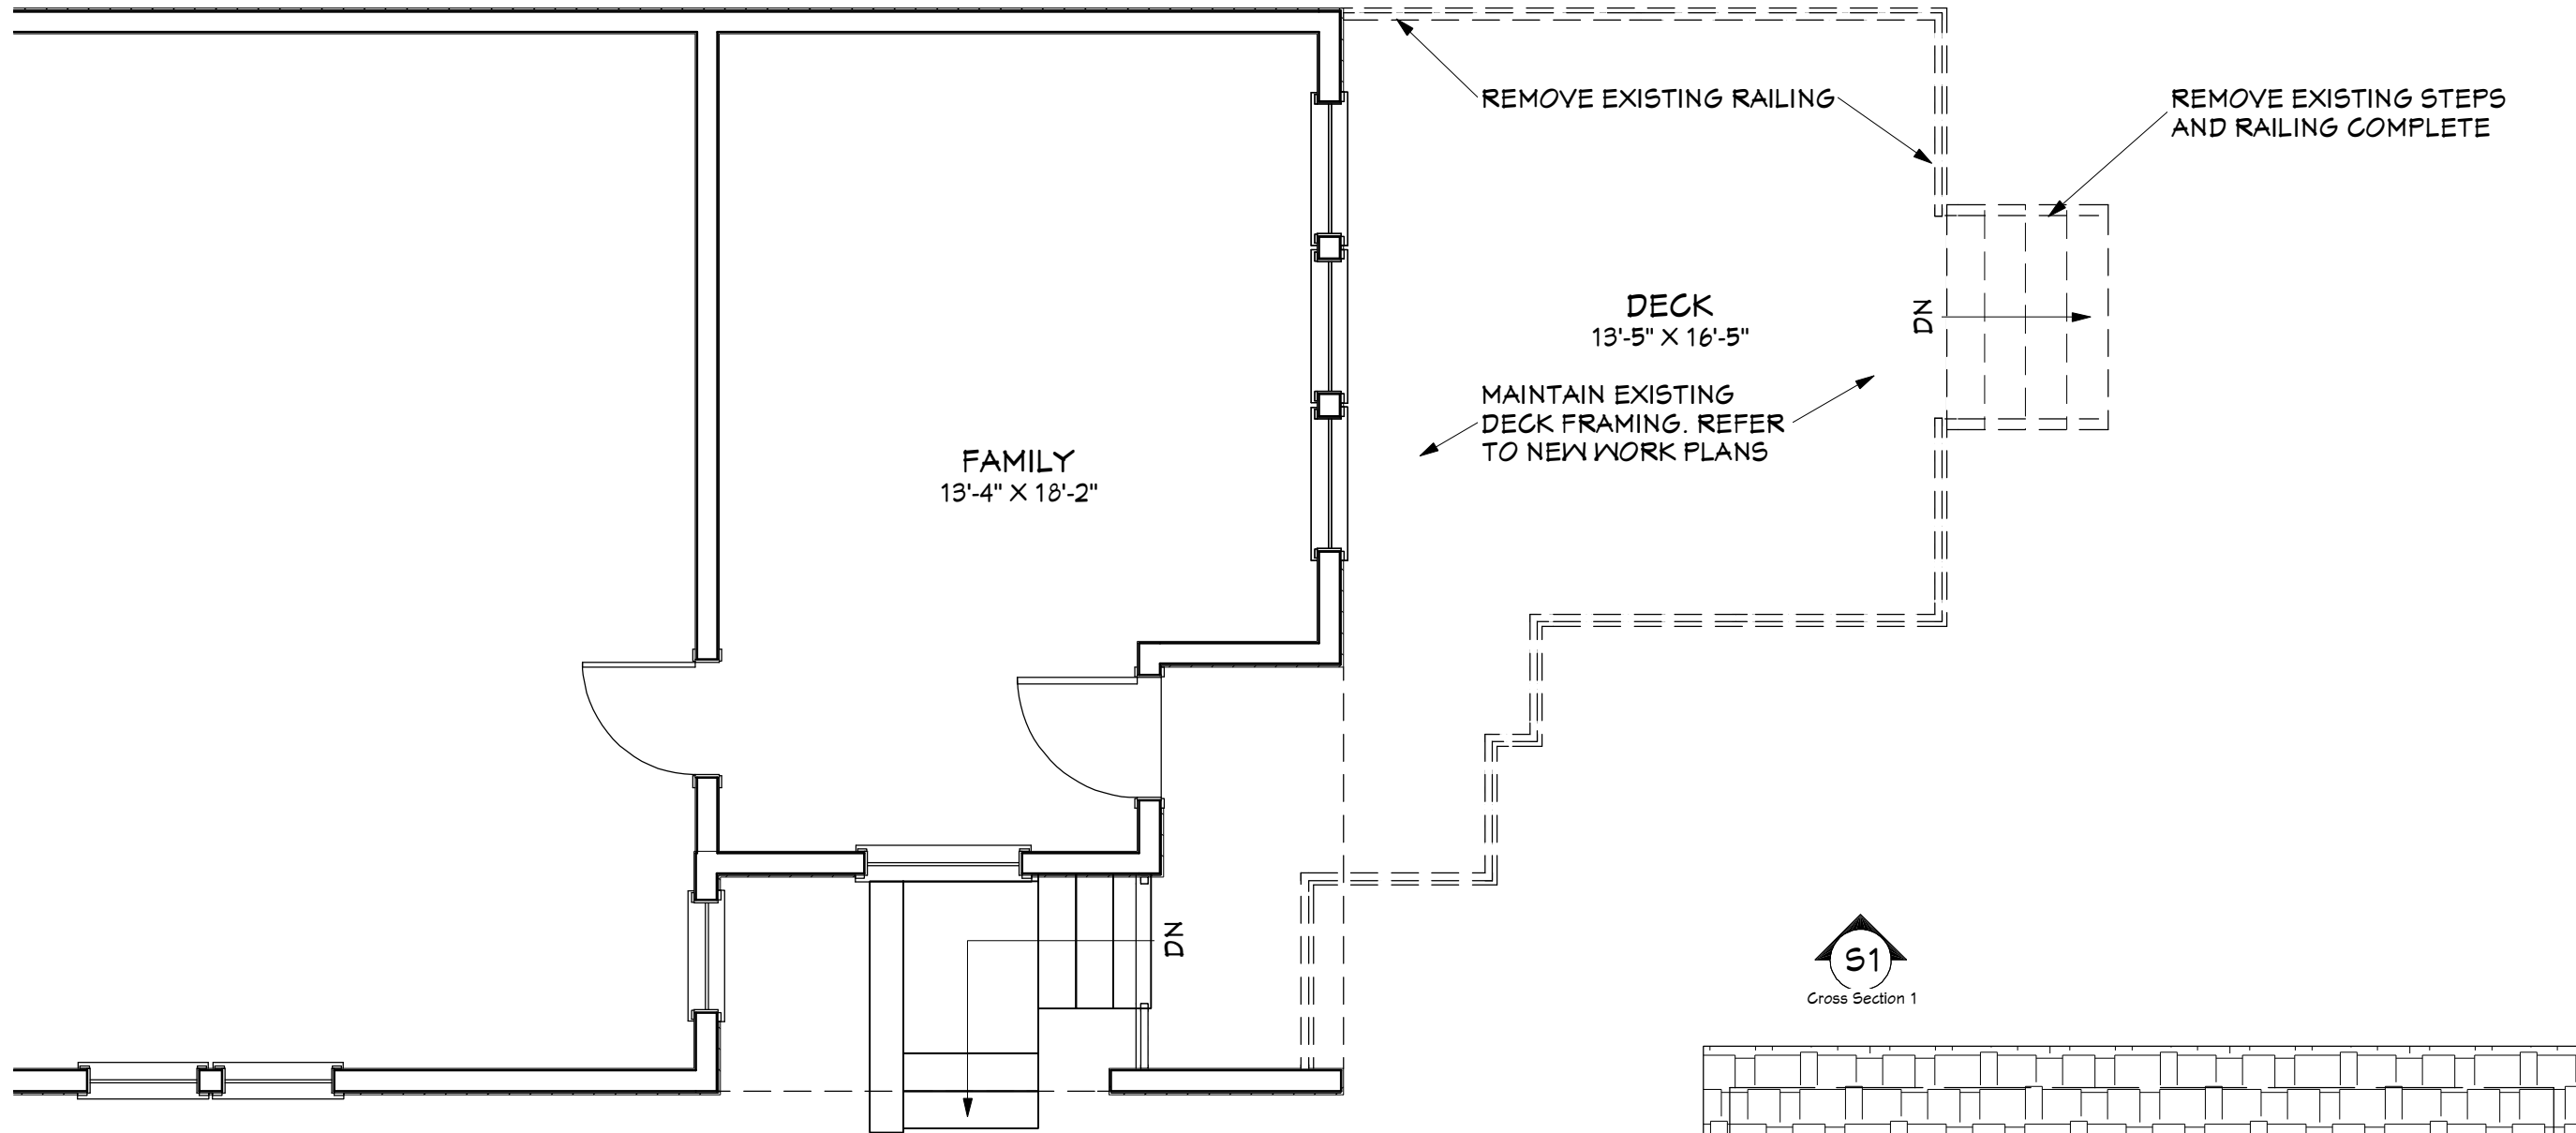 REMOVE EXISTING RAILING
REMOVE EXISTING STEPS
AND RAILING COMPLETE
DECK
13'-5" X 16'-5"
DN
MAINTAIN EXISTING
DECK FRAMING. REFER
TO NEW WORK PLANS
FAMILY
13'-4" X 18'-2"
DN
S1
Cross Section 1